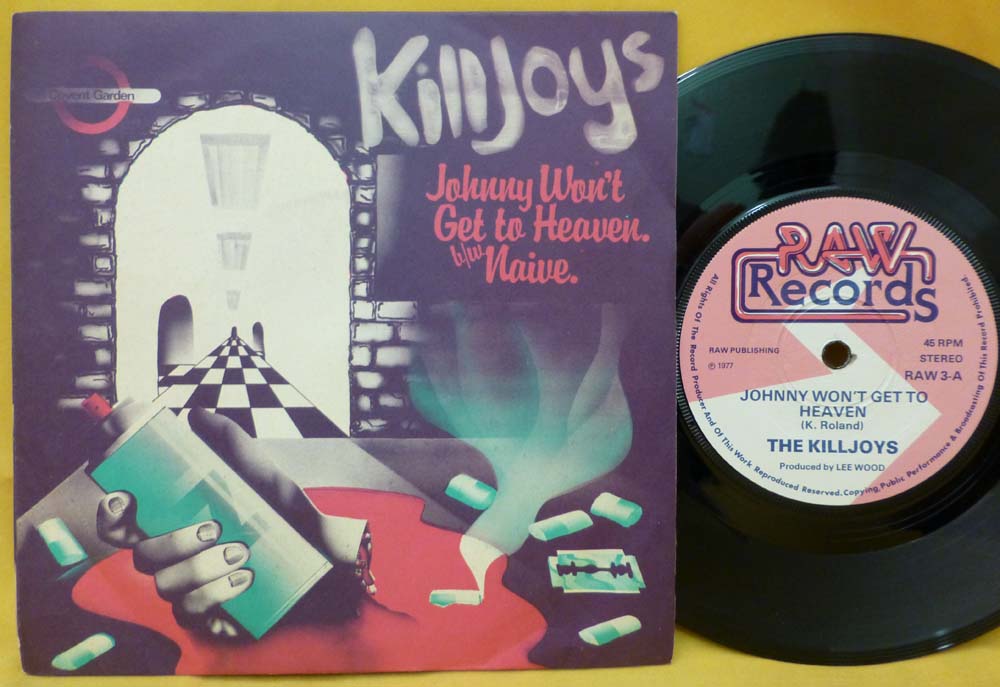 Covent Garden
Killjoys
Johnny Won't
Get to Heaven.
b/w Naive.
RAW
Records
RAW PUBLISHING
℗ 1977
45 RPM
STEREO
RAW 3-A
JOHNNY WON'T GET TO
HEAVEN
(K. Roland)
THE KILLJOYS
Produced by LEE WOOD
All Rights Of The Record Producer And Of This Work Reproduced Reserved. Copying, Public Performance & Broadcasting Of This Record Prohibited.